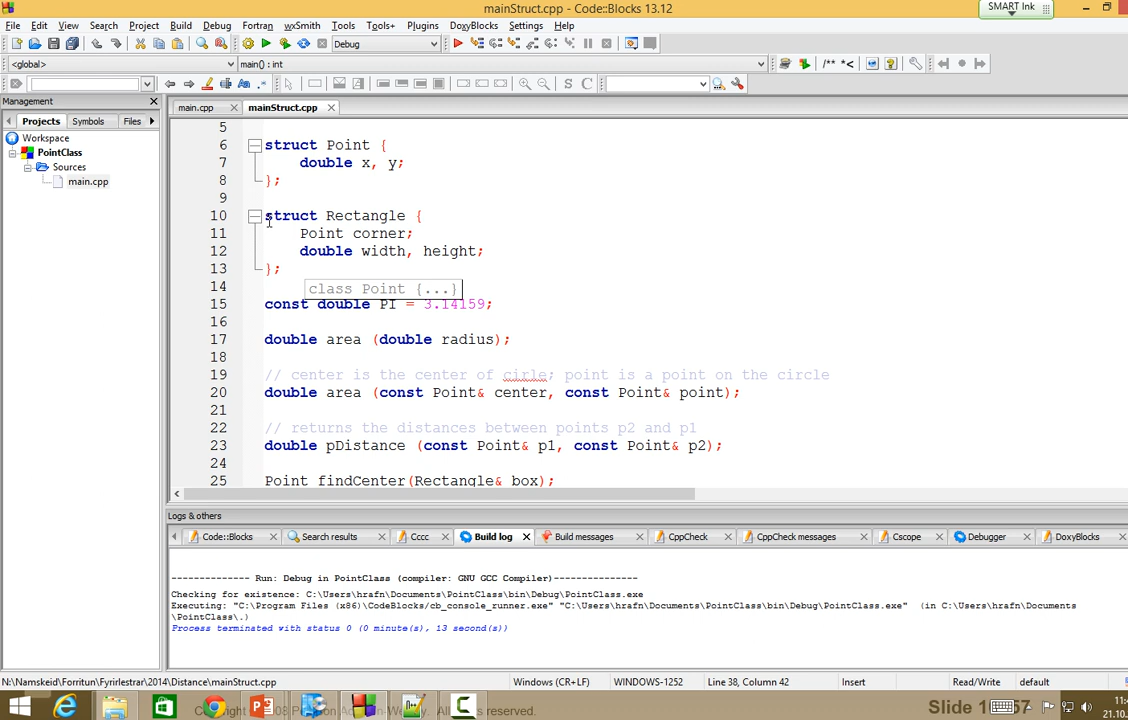 mainStruct.cpp - Code::Blocks 13.12
SMART Ink
File Edit View Search Project Build Debug Fortran wxSmith Tools Tools+ Plugins DoxyBlocks Settings Help
Debug
<global> main() : int
/** *<
S C
Management
main.cpp mainStruct.cpp
Projects Symbols Files
Workspace
PointClass
Sources
main.cpp
5
6 struct Point {
7 double x, y;
8 };
9
10 struct Rectangle {
11 Point corner;
12 double width, height;
13 };
14 class Point {...}
15 const double PI = 3.14159;
16
17 double area (double radius);
18
19 // center is the center of cirle; point is a point on the circle
20 double area (const Point& center, const Point& point);
21
22 // returns the distances between points p2 and p1
23 double pDistance (const Point& p1, const Point& p2);
24
25 Point findCenter(Rectangle& box);
Logs & others
Code::Blocks Search results Cccc Build log Build messages CppCheck CppCheck messages Cscope Debugger DoxyBlocks
-------------- Run: Debug in PointClass (compiler: GNU GCC Compiler)---------------
Checking for existence: C:\Users\hrafn\Documents\PointClass\bin\Debug\PointClass.exe
Executing: "C:\Program Files (x86)\CodeBlocks/cb_console_runner.exe" "C:\Users\hrafn\Documents\PointClass\bin\Debug\PointClass.exe" (in C:\Users\hrafn\Documents
\PointClass\.)
Process terminated with status 0 (0 minute(s), 13 second(s))
N:\Namskeid\Forritun\Fyrirlestrar\2014\Distance\mainStruct.cpp Windows (CR+LF) WINDOWS-1252 Line 38, Column 42 Insert Read/Write default
Slide
21.10